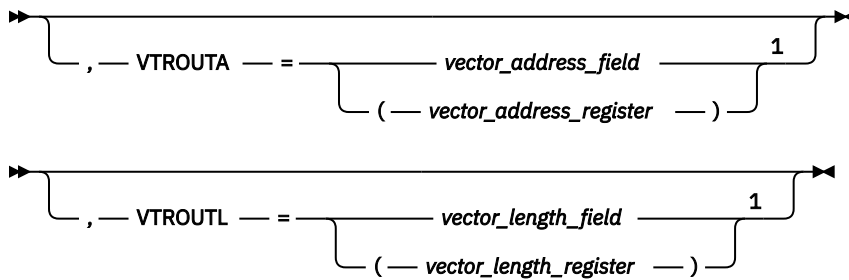 , VTROUTA = vector_address_field 1
( vector_address_register )
, VTROUTL = vector_length_field 1
( vector_length_register )